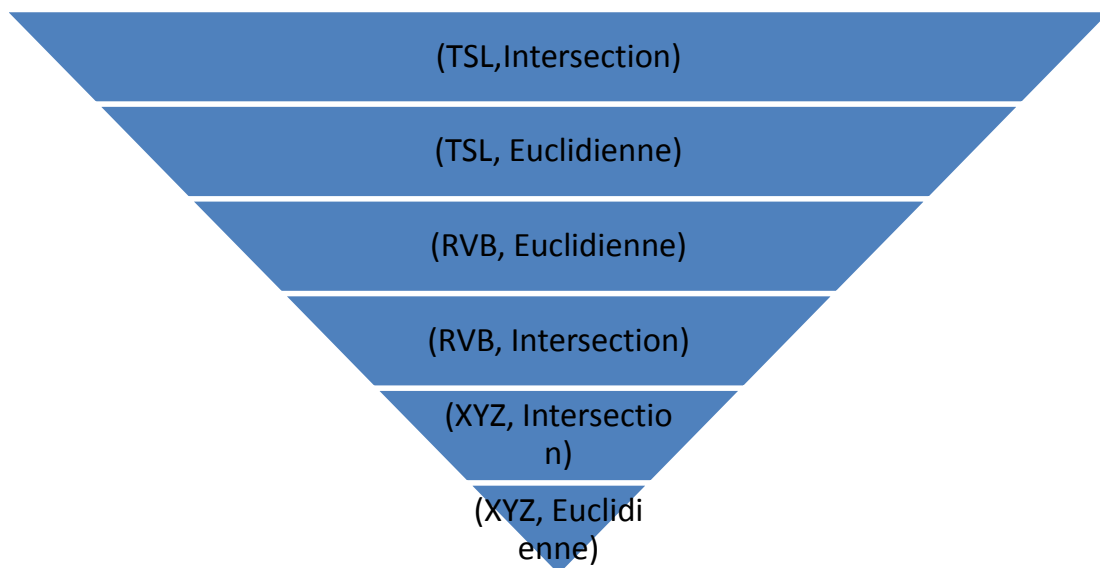 (TSL,Intersection)
(TSL, Euclidienne)
(RVB, Euclidienne)
(RVB, Intersection)
(XYZ, Intersectio
n)
(XYZ, Euclidi
enne)